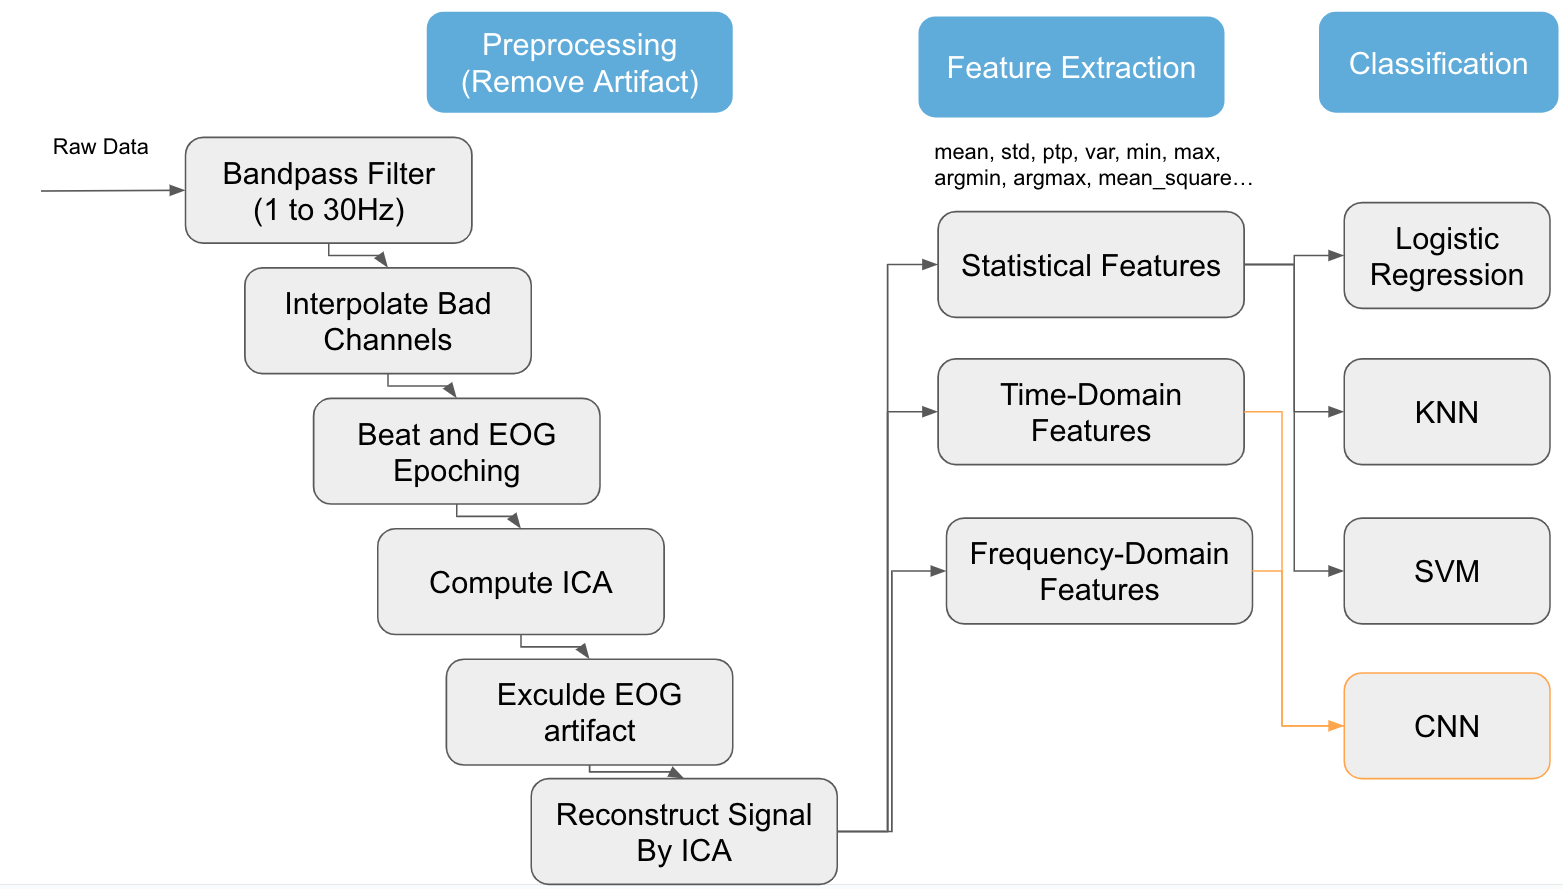 Preprocessing
(Remove Artifact)
Feature Extraction
Classification
Raw Data
Bandpass Filter
(1 to 30Hz)
Interpolate Bad
Channels
Beat and EOG
Epoching
Compute ICA
Exculde EOG
artifact
Reconstruct Signal
By ICA
mean, std, ptp, var, min, max,
argmin, argmax, mean_square…
Statistical Features
Time-Domain
Features
Frequency-Domain
Features
Logistic
Regression
KNN
SVM
CNN